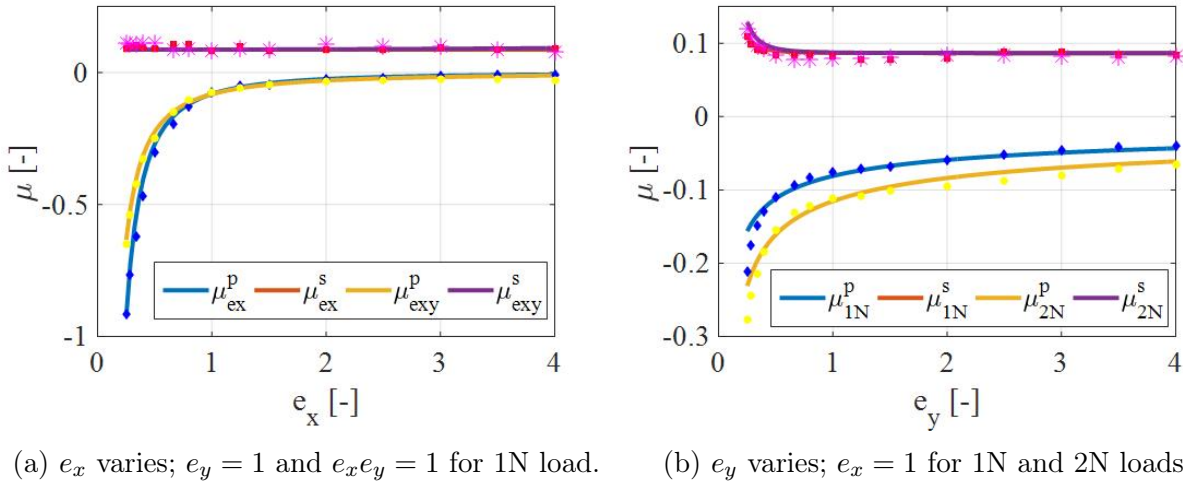 0
-0.5
-1
μ [-]
0 1 2 3 4
e_x [-]
μ^p_ex μ^s_ex μ^p_exy μ^s_exy
(a) e_x varies; e_y = 1 and e_xe_y = 1 for 1N load.
0.1
0
-0.1
-0.2
-0.3
μ [-]
0 1 2 3 4
e_y [-]
μ^p_1N μ^s_1N μ^p_2N μ^s_2N
(b) e_y varies; e_x = 1 for 1N and 2N loads